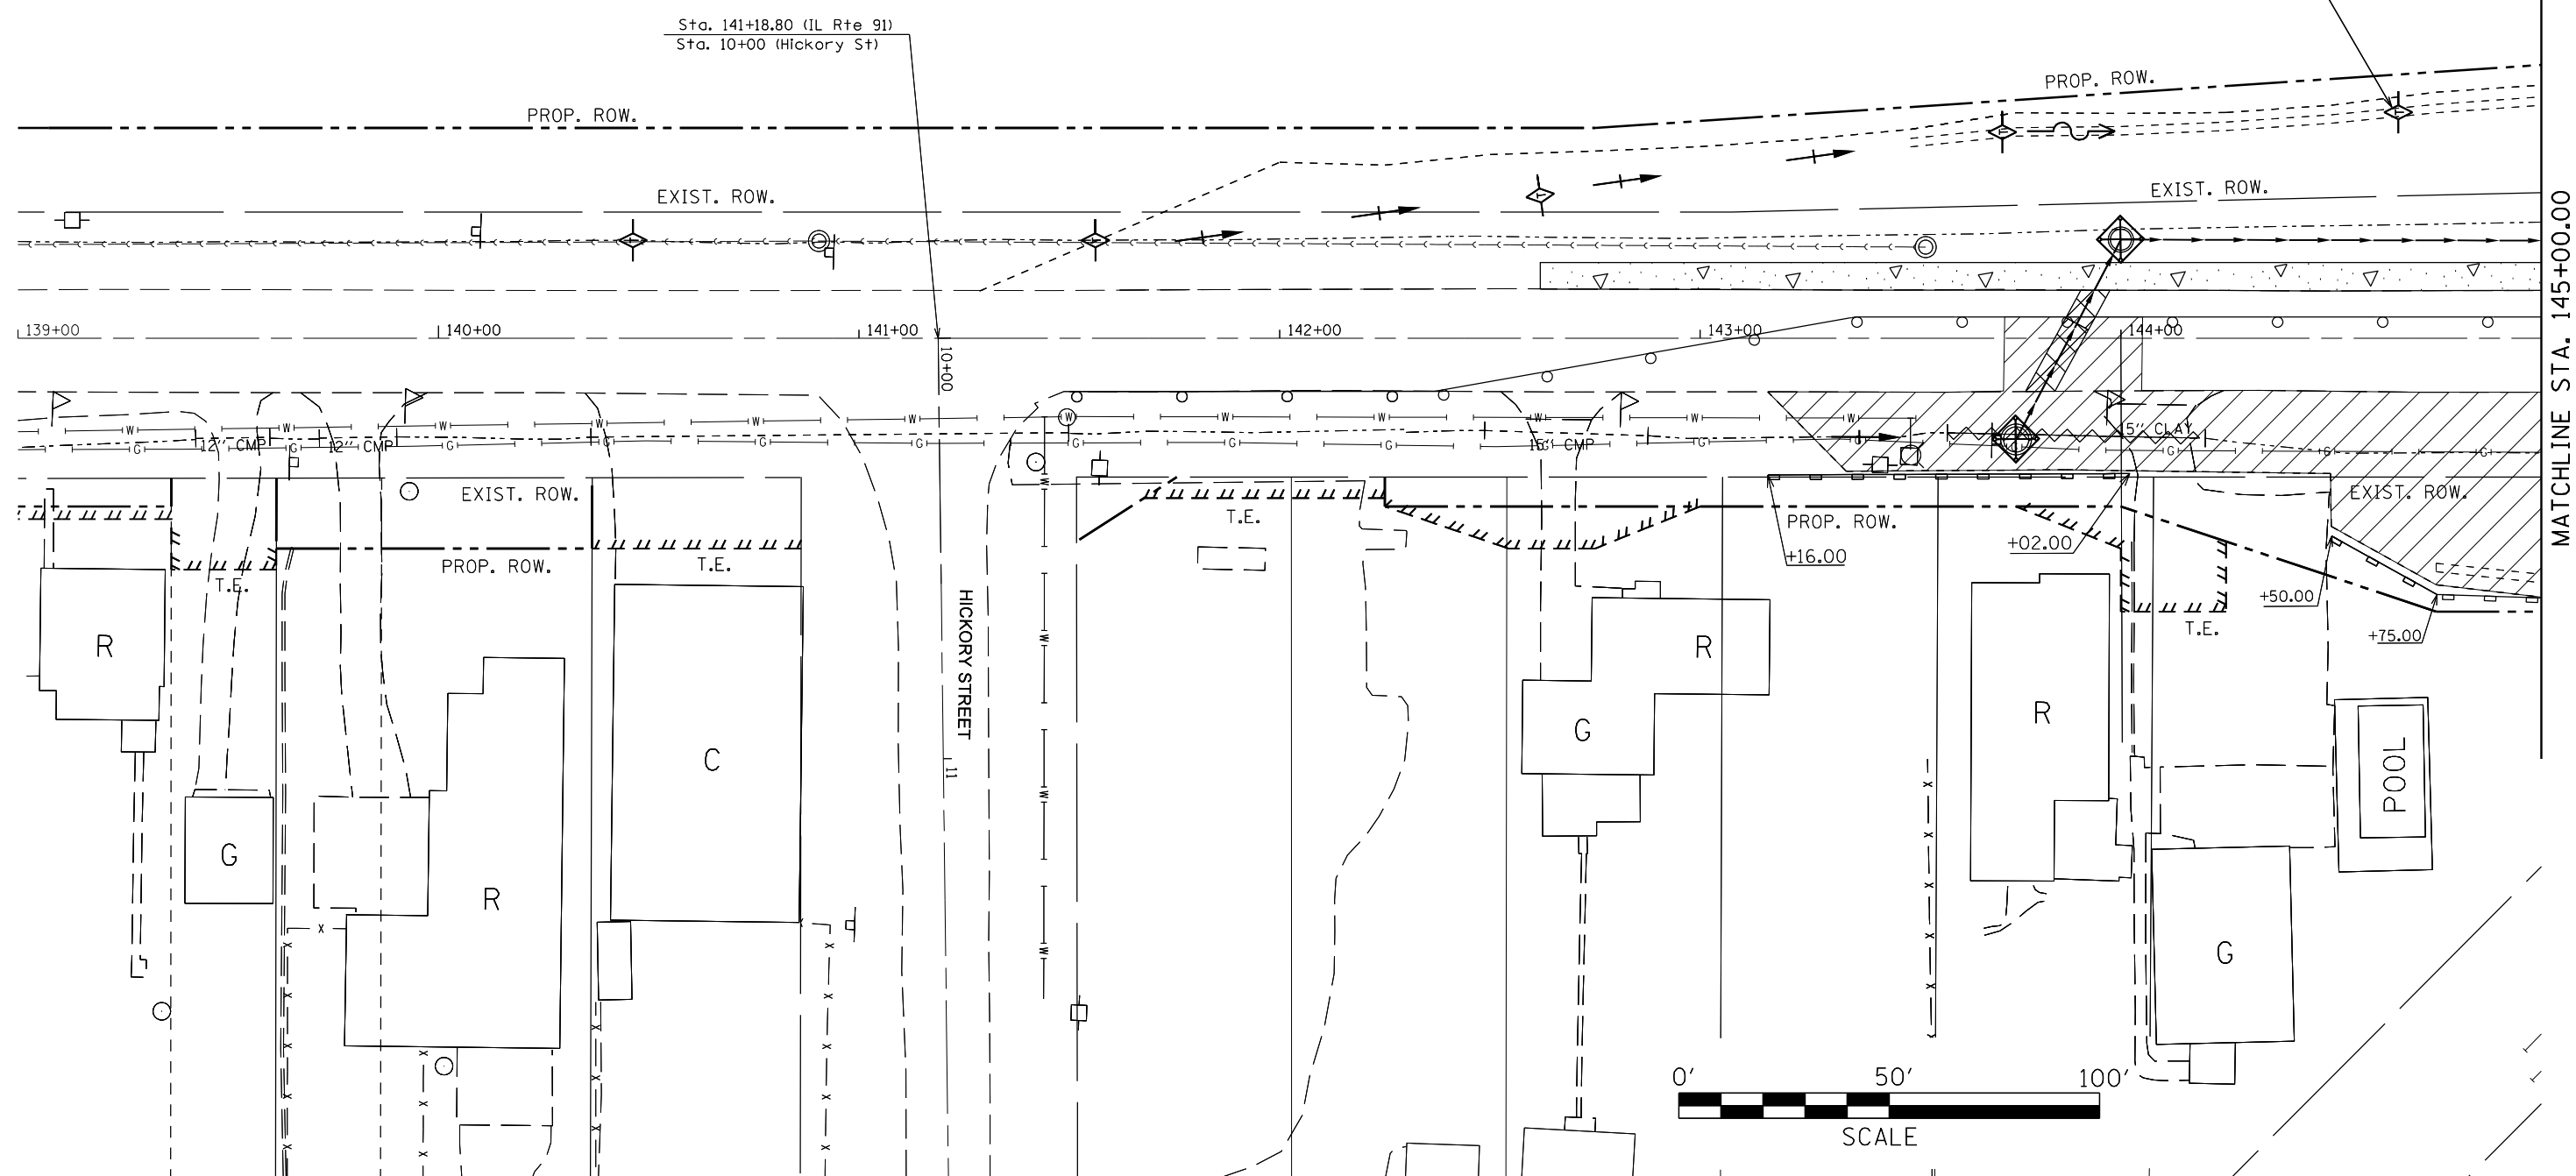 Sta. 141+18.80 (IL Rte 91)
Sta. 10+00 (Hickory St)
PROP. ROW.
PROP. ROW.
EXIST. ROW.
EXIST. ROW.
139+00
140+00
141+00
142+00
143+00
144+00
10+00
MATCHLINE STA. 145+00.00
W W W W W W W W W W W W
12" CMP
12" CMP
15" CMP
15" CLAY
G G G G G G G G G G G G G G
EXIST. ROW.
EXIST. ROW.
T.E.
PROP. ROW.
+16.00
+02.00
PROP. ROW.
T.E.
T.E.
+50.00
T.E.
+75.00
HICKORY STREET
11
R
R
G
R
C
POOL
G
R
G
W
W
W
W
0' 50' 100'
SCALE